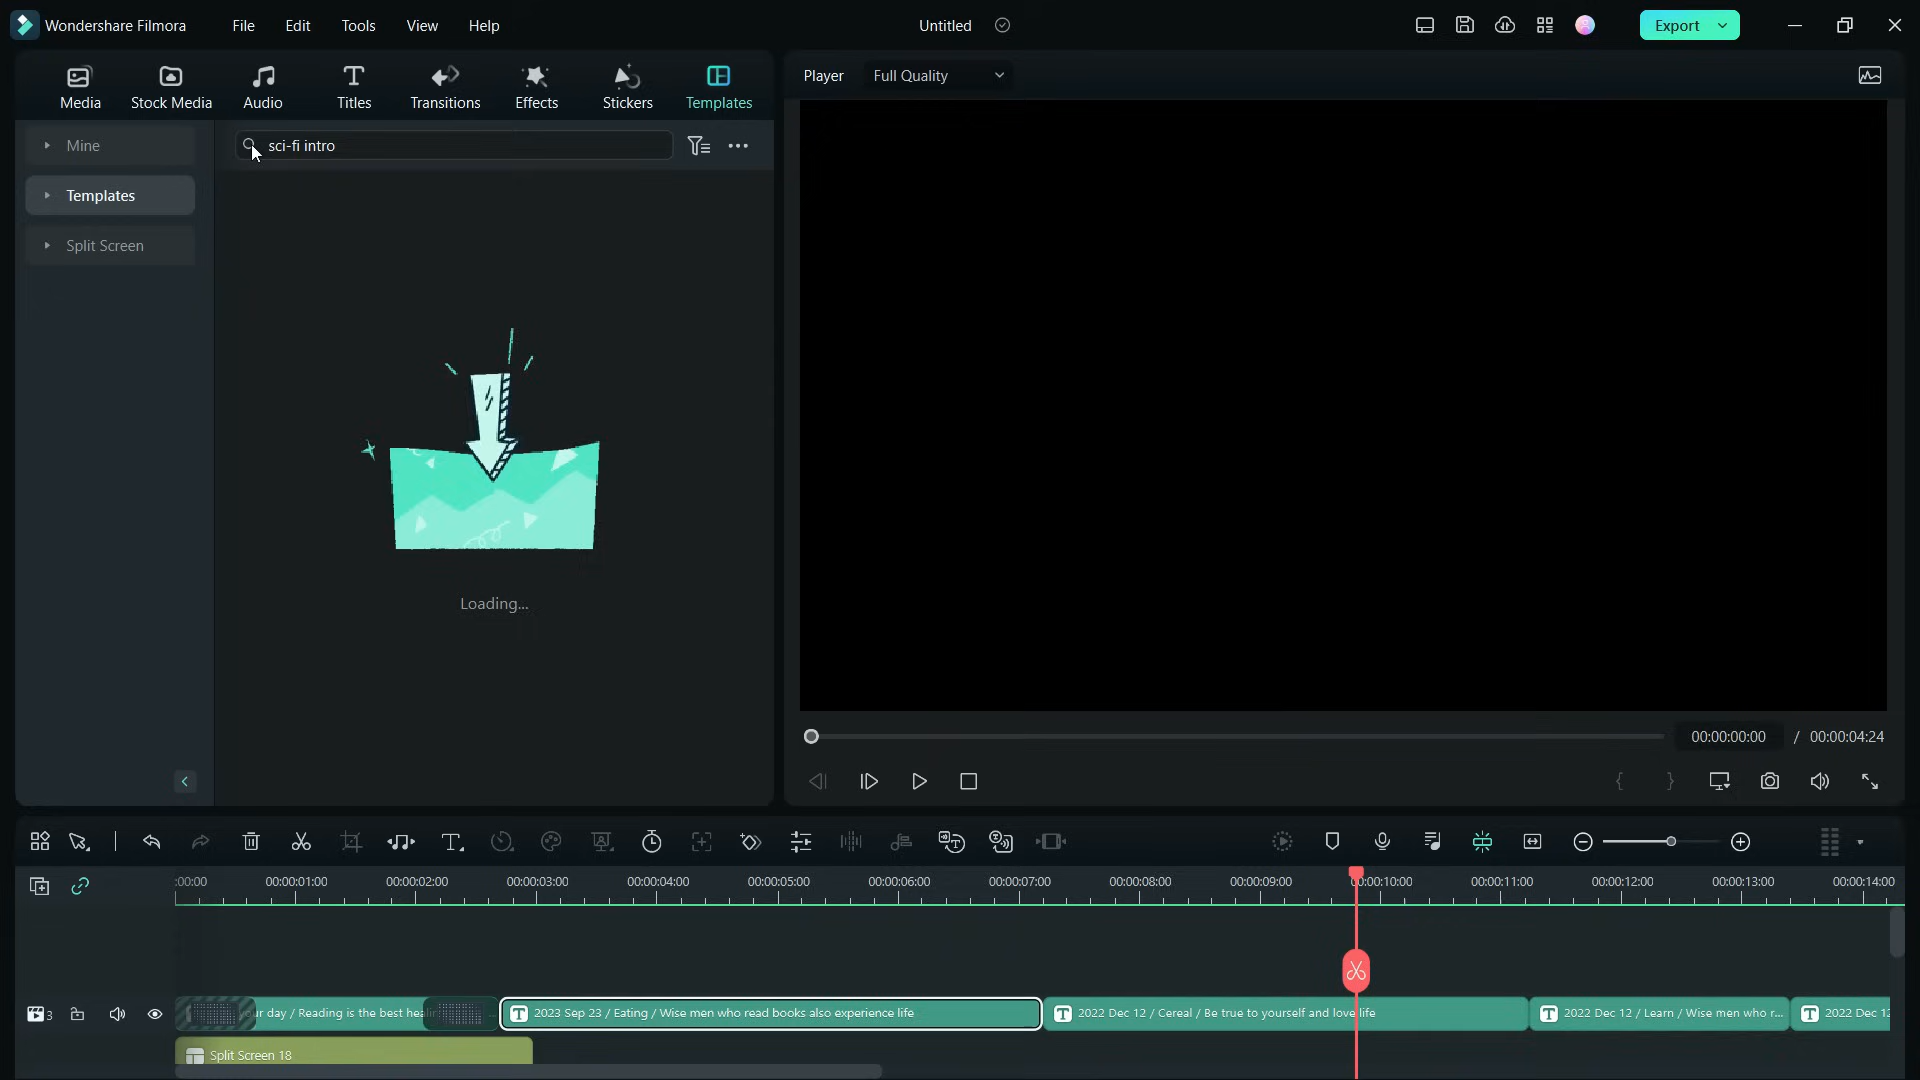 Wondershare Filmora
File
Edit
Tools
View
Help
Untitled
Export
Media
Stock Media
Audio
Titles
Transitions
Effects
Stickers
Templates
Player
Full Quality
Mine
sci-fi intro
Templates
Split Screen
Loading...
00:00:00:00
/ 00:00:04:24
:00:00
00:00:01:00
00:00:02:00
00:00:03:00
00:00:04:00
00:00:05:00
00:00:06:00
00:00:07:00
00:00:08:00
00:00:09:00
00:00:10:00
00:00:11:00
00:00:12:00
00:00:13:00
00:00:14:00
3
our day / Reading is the best heali
T 2023 Sep 23 / Eating / Wise men who read books also experience life
T 2022 Dec 12 / Cereal / Be true to yourself and love life
T 2022 Dec 12 / Learn / Wise men who r...
T 2022 Dec 12
Split Screen 18